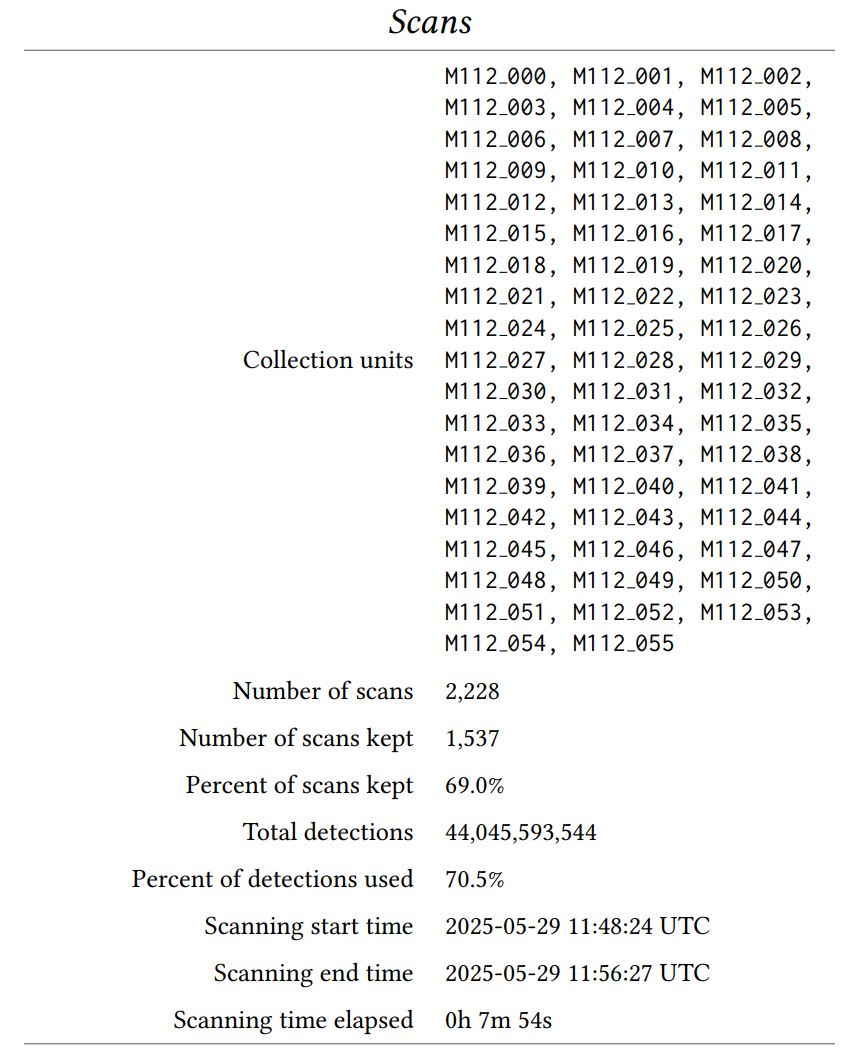 Scans
M112_000, M112_001, M112_002,
M112_003, M112_004, M112_005,
M112_006, M112_007, M112_008,
M112_009, M112_010, M112_011,
M112_012, M112_013, M112_014,
M112_015, M112_016, M112_017,
M112_018, M112_019, M112_020,
M112_021, M112_022, M112_023,
M112_024, M112_025, M112_026,
Collection units M112_027, M112_028, M112_029,
M112_030, M112_031, M112_032,
M112_033, M112_034, M112_035,
M112_036, M112_037, M112_038,
M112_039, M112_040, M112_041,
M112_042, M112_043, M112_044,
M112_045, M112_046, M112_047,
M112_048, M112_049, M112_050,
M112_051, M112_052, M112_053,
M112_054, M112_055
Number of scans 2,228
Number of scans kept 1,537
Percent of scans kept 69.0%
Total detections 44,045,593,544
Percent of detections used 70.5%
Scanning start time 2025-05-29 11:48:24 UTC
Scanning end time 2025-05-29 11:56:27 UTC
Scanning time elapsed 0h 7m 54s